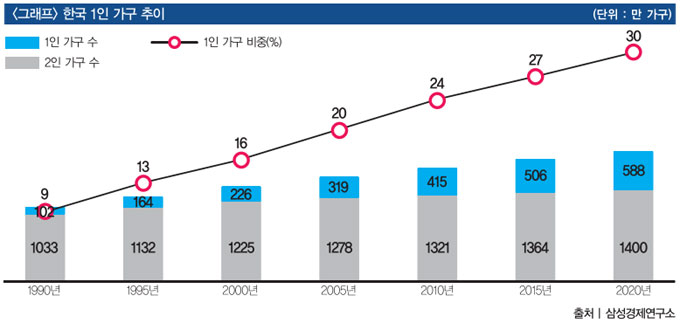 <그래프> 한국 1인 가구 추이 (단위 : 만 가구)
1인 가구 수 1인 가구 비중(%)
2인 가구 수
9 13 16 20 24 27 30
102 164 226 319 415 506 588
1033 1132 1225 1278 1321 1364 1400
1990년 1995년 2000년 2005년 2010년 2015년 2020년
출처 | 삼성경제연구소